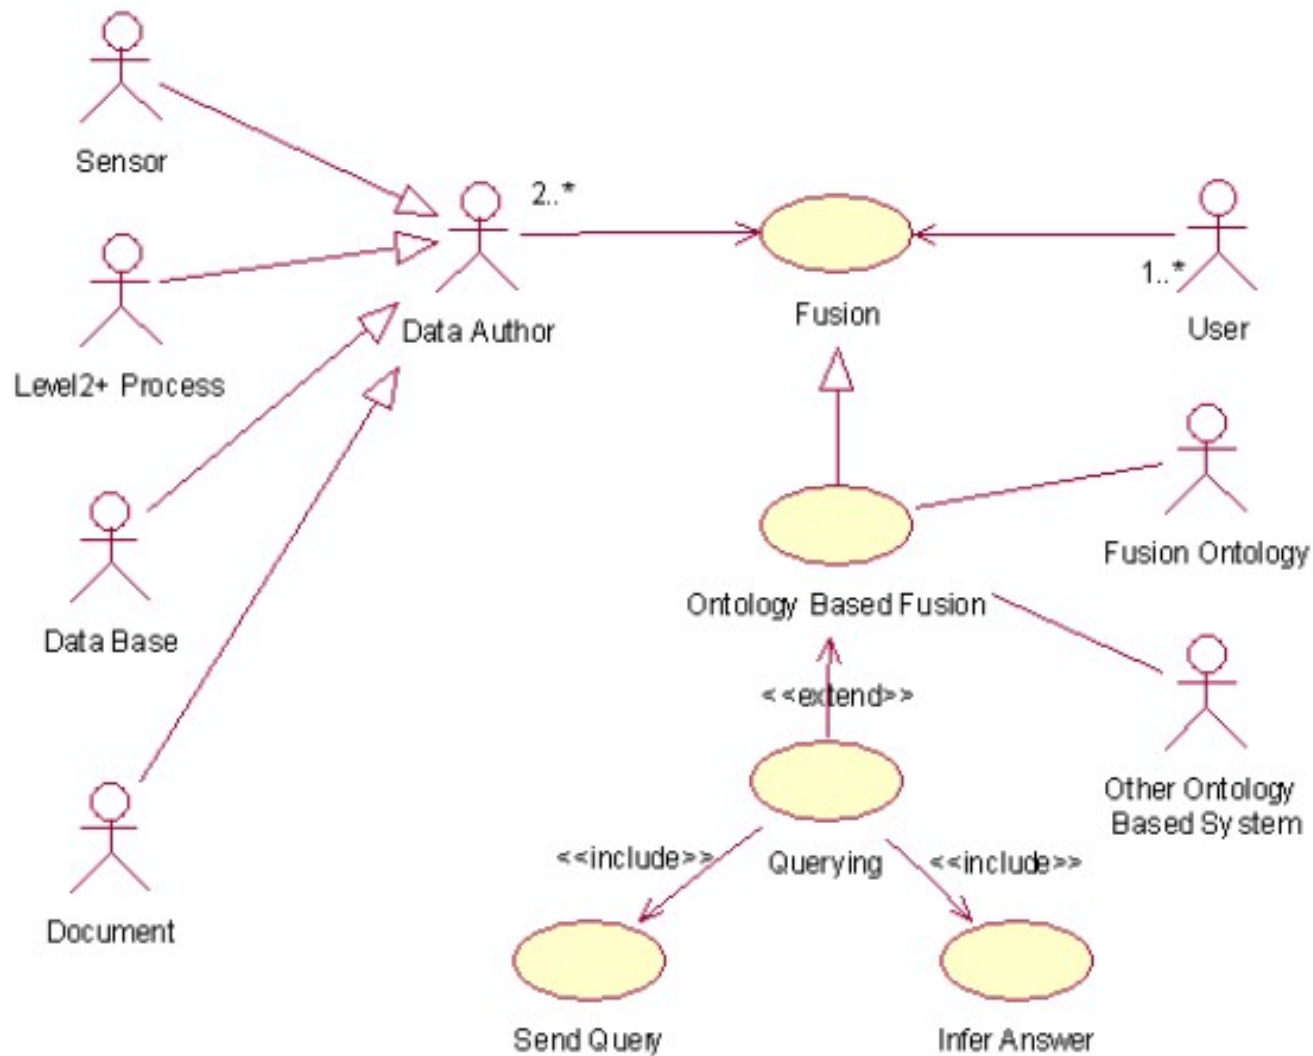 Sensor
2..*
Data Author
Fusion
1..*
User
Level2+ Process
Fusion Ontology
Ontology Based Fusion
Data Base
<<extend>>
Other Ontology
Based System
<<include>>
Querying
<<include>>
Document
Send Query
Infer Answer